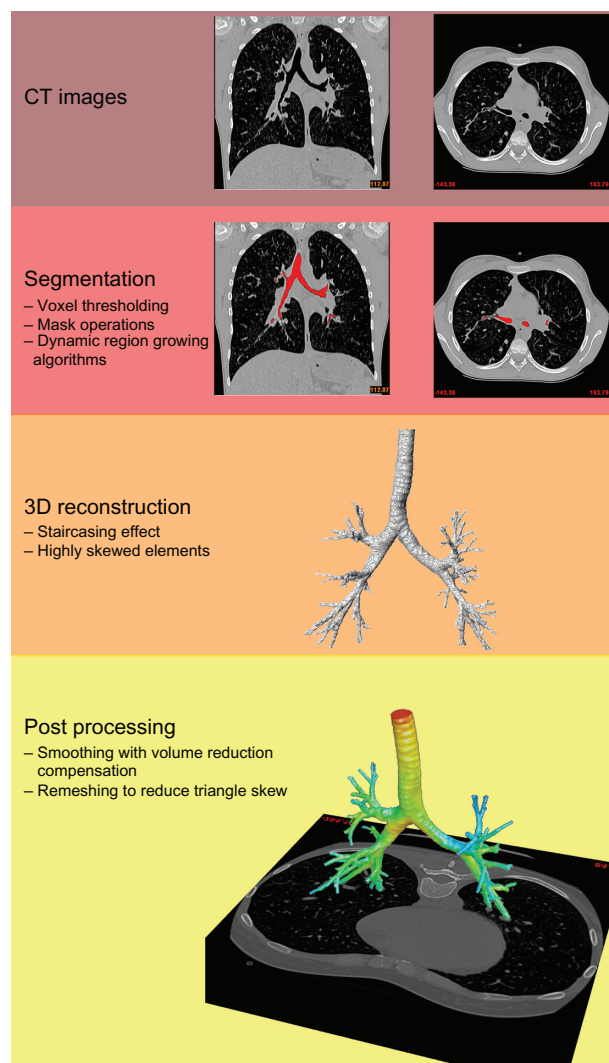 CT images
112.07
-143.26
183.79
Segmentation
– Voxel thresholding
– Mask operations
– Dynamic region growing
algorithms
112.07
-143.26
183.79
3D reconstruction
– Staircasing effect
– Highly skewed elements
Post processing
– Smoothing with volume reduction
compensation
– Remeshing to reduce triangle skew